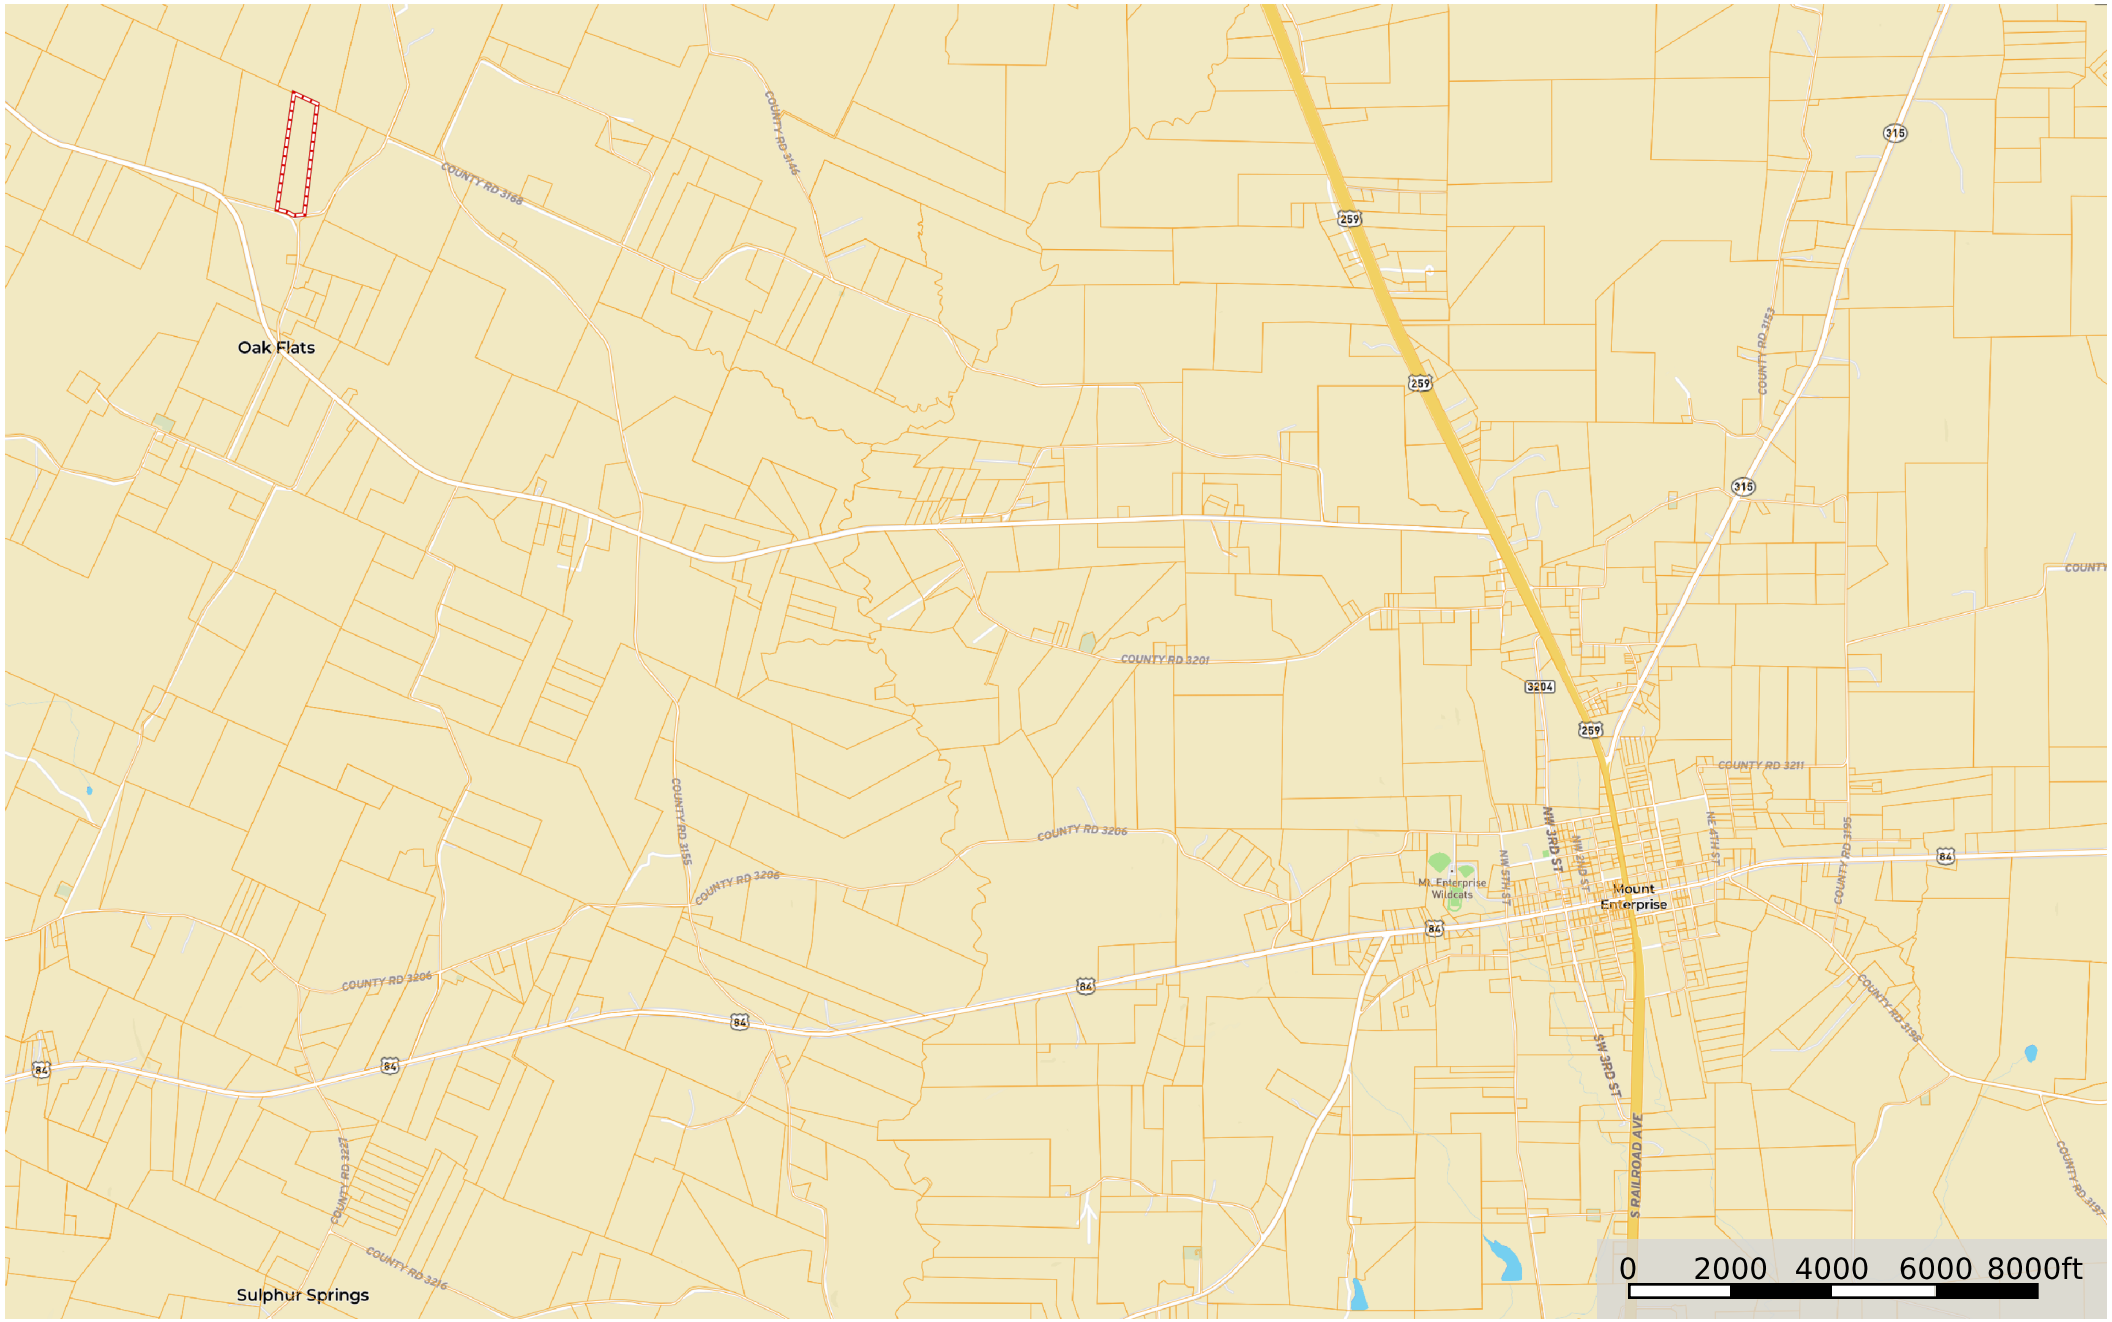 COUNTY RD 3146
315
COUNTY RD 3168
259
COUNTY RD 3153
Oak Flats
259
315
COUNTY
COUNTY RD 3201
3204
259
COUNTY RD 3211
COUNTY RD 3155
COUNTY RD 3206
NW 3RD ST
NW 2ND ST
NE 4TH ST
COUNTY RD 3195
84
NW 5TH ST
COUNTY RD 3206
Mt. Enterprise
Wildcats
Mount
Enterprise
84
COUNTY RD 3206
84
84
COUNTY RD 3198
84
84
SW 3RD ST
S RAILROAD AVE
COUNTY RD 3227
COUNTY RD 3197
COUNTY RD 3216
Sulphur Springs
0 2000 4000 6000 8000ft